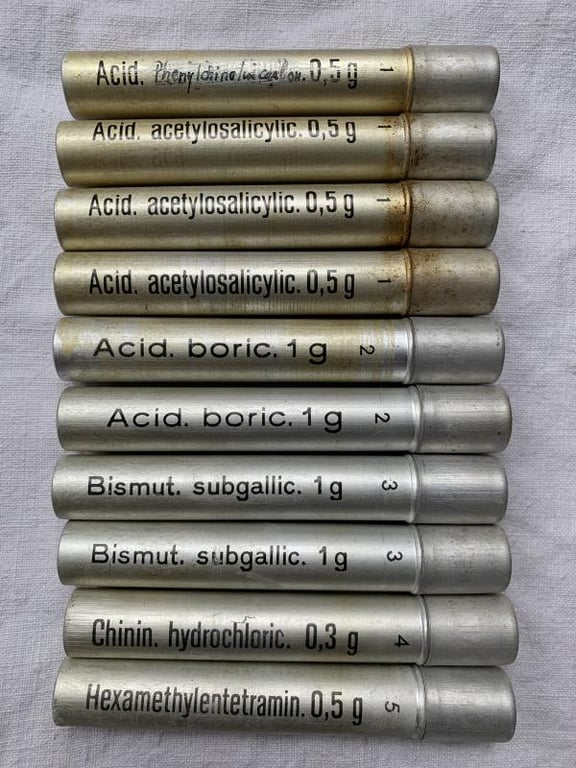 Acid. Phenylchinolincarbox. 0,5 g 1
Acid. acetylosalicylic. 0,5 g 1
Acid. acetylosalicylic. 0,5 g 1
Acid. acetylosalicylic. 0,5 g 1
Acid. boric. 1 g 2
Acid. boric. 1 g 2
Bismut. subgallic. 1 g 3
Bismut. subgallic. 1 g 3
Chinin. hydrochloric. 0,3 g 4
Hexamethylentetramin. 0,5 g 5